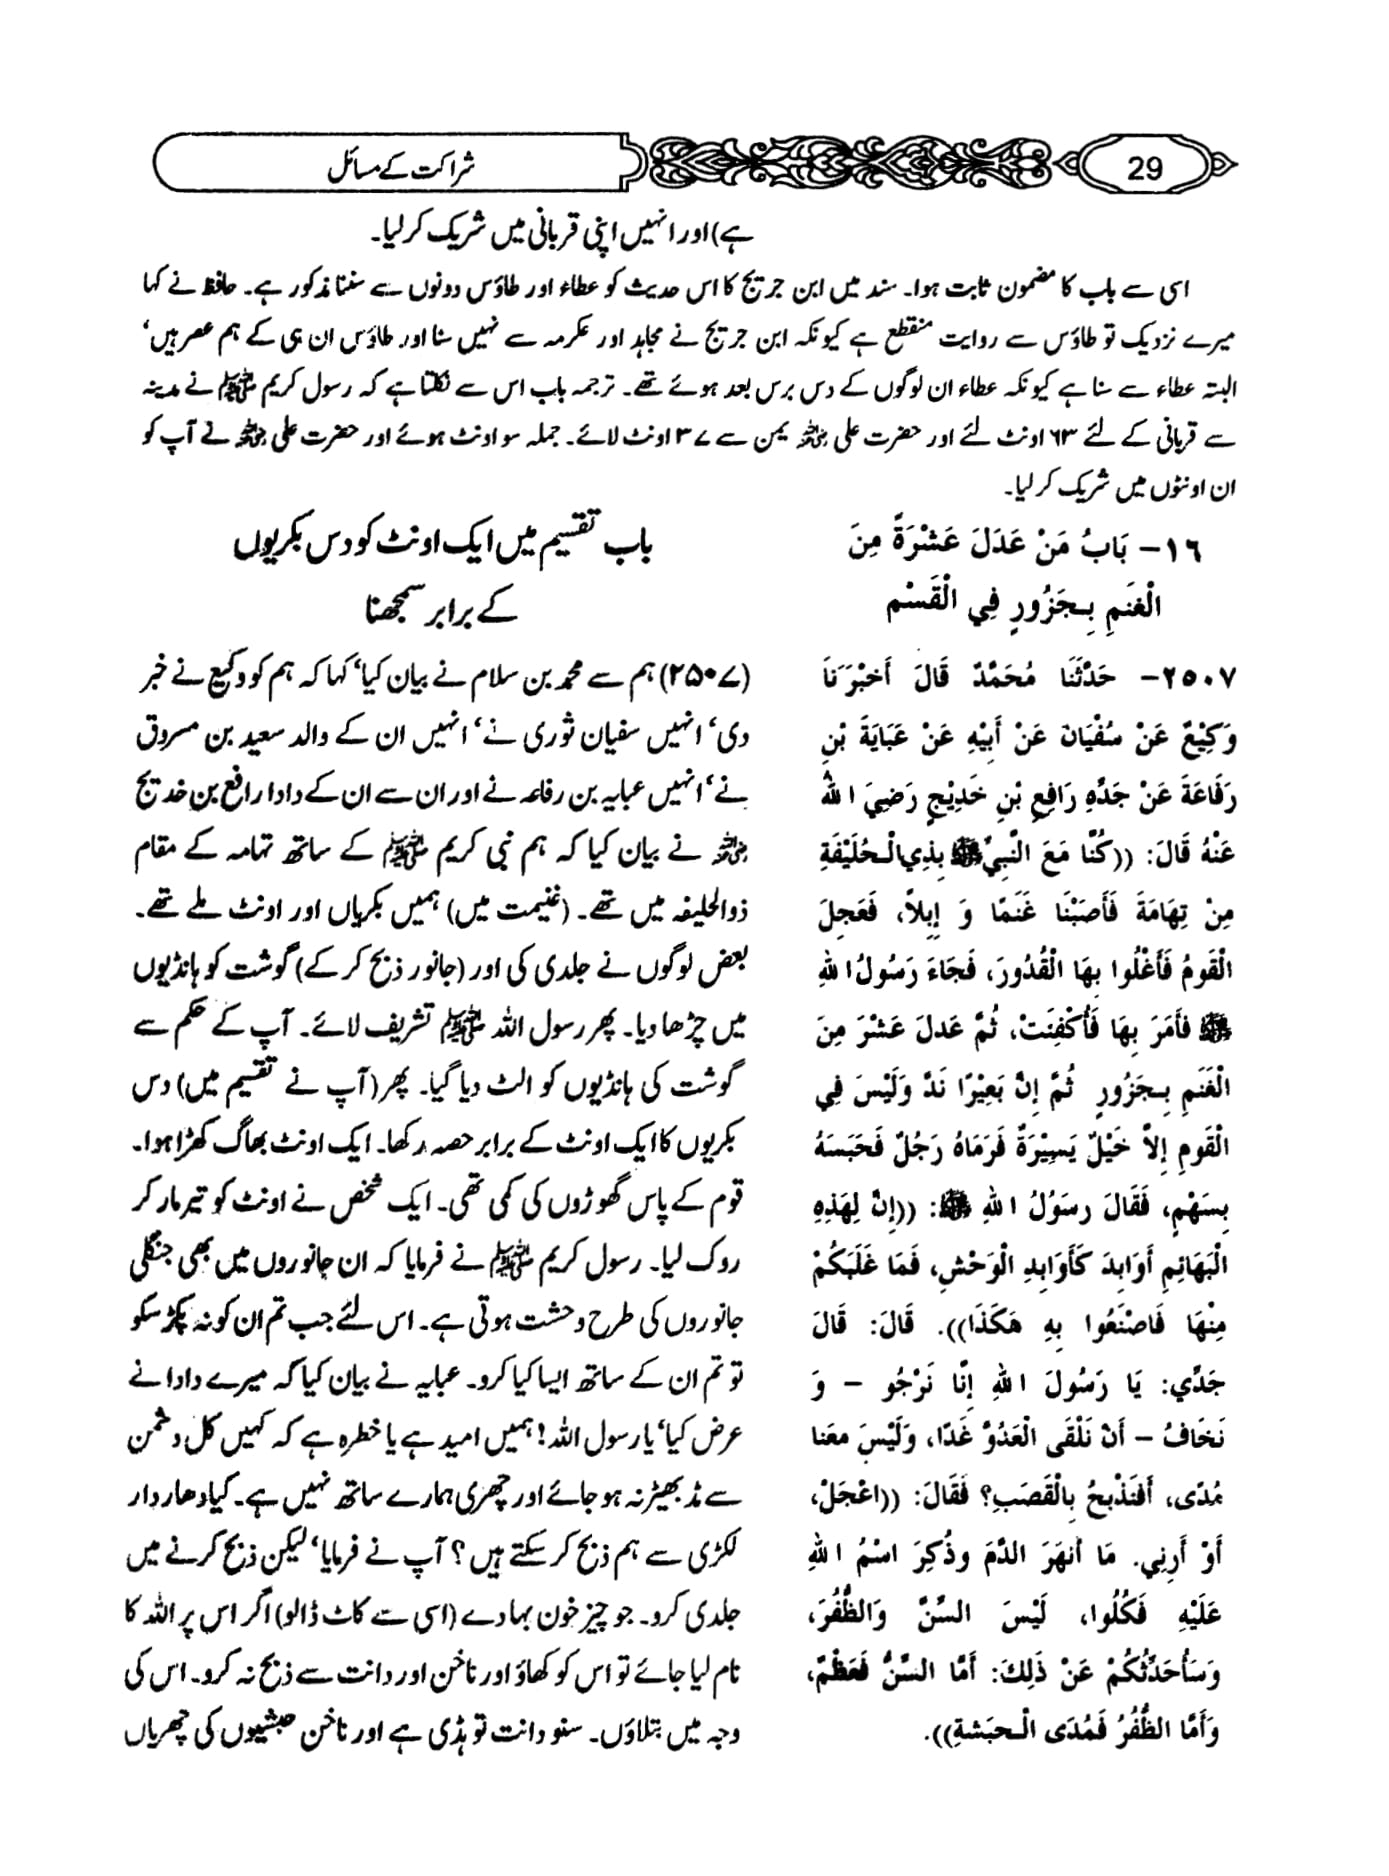 29
شراکت کے مسائل
ہے) اور انہیں اپنی قربانی میں شریک کر لیا۔
اسی سے باب کا مضمون ثابت ہوا۔ سند میں ابن جریج کا اس حدیث کو عطاء اور طاؤس دونوں سے سننا مذکور ہے۔ حافظ نے کہا
میرے نزدیک تو طاؤس سے روایت منقطع ہے کیونکہ ابن جریج نے مجاہد اور عکرمہ سے نہیں سنا اور طاؤس ان ہی کے ہم عصر ہیں'
البتہ عطاء سے سنا ہے کیونکہ عطاء ان لوگوں کے دس برس بعد ہوئے تھے۔ ترجمہ باب اس سے نکلتا ہے کہ رسول کریم ﷺ نے مدینہ
سے قربانی کے لئے ۶۳ اونٹ لئے اور حضرت علی رضی اللہ عنہ یمن سے ۳۷ اونٹ لائے۔ جملہ سو اونٹ ہوئے اور حضرت علی رضی اللہ عنہ نے آپ کو
ان اونٹوں میں شریک کر لیا۔
١٦- بَابُ مَنْ عَدَلَ عَشْرَةً مِنَ
الْغَنَمِ بِجَزُورٍ فِي الْقَسْم
٢٥٠٧- حَدَّثَنَا مُحَمَّدٌ قَالَ أَخْبَرَنَا
وَكِيْعٌ عَنْ سُفْيَانَ عَنْ أَبِيْهِ عَنْ عَبَايَةَ بْنِ
رَفَاعَةَ عَنْ جَدِّهِ رَافِعِ بْنِ خَدِيْجٍ رَضِيَ اللهُ
عَنْهُ قَالَ: ((كُنَّا مَعَ النَّبِيِّ ﷺ بِذِي الْحُلَيْفَةِ
مِنْ تِهَامَةَ فَأَصَبْنَا غَنَمًا وَ إِبِلاً، فَعَجِلَ
الْقَومُ فَأَغْلُوا بِهَا الْقُدُورَ، فَجَاءَ رَسُولُ اللهِ
ﷺ فَأَمَرَ بِهَا فَأُكْفِئَتْ، ثُمَّ عَدلَ عَشْرَ مِنَ
الْغَنَمِ بِجَزُورٍ ثُمَّ إِنَّ بَعِيْرًا نَدَّ وَلَيْسَ فِي
الْقَومِ إِلاَّ خَيْلٌ يَسِيْرَةٌ فَرَمَاهُ رَجُلٌ فَحَبَسَهُ
بِسَهْمٍ، فَقَالَ رسَوُلُ اللهِ ﷺ: ((إِنَّ لِهَذِهِ
الْبَهَائِمِ أَوَابِدَ كَأَوَابِدِ الْوَحْشِ، فَمَا غَلَبَكُمْ
مِنْهَا فَاصْنَعُوا بِهِ هَكَذَا)). قَالَ: قَالَ
جَدِّي: يَا رَسُولَ اللهِ إِنَّا نَرْجُو – وَ
نَخَافُ – أَنْ نَلْقَى الْعَدُوَّ غَدًا، وَلَيْسَ معَنا
مُدًى، أَفَنَذْبَحُ بِالْقَصَبِ؟ فَقَالَ: ((اعْجَلْ،
أَوْ أَرِنِي. مَا أَنهَرَ الدَّمَ وذُكِرَ اسْمُ اللهِ
عَلَيْهِ فَكُلُوا، لَيْسَ السِّنَّ وَالظُّفُرَ،
وَسَأُحَدِّثُكُمْ عَنْ ذَلِكَ: أَمَّا السِّنُّ فَعَظْمٌ،
وَأَمَّا الظُّفُرُ فَمُدَى الْحبَشةِ)).
باب تقسیم میں ایک اونٹ کو دس بکریوں
کے برابر سمجھنا
(۲۵۰۷) ہم سے محمد بن سلام نے بیان کیا' کہا کہ ہم کو وکیع نے خبر
دی' انہیں سفیان ثوری نے' انہیں ان کے والد سعید بن مسروق
نے' انہیں عبایہ بن رفاعہ نے اور ان سے ان کے دادا رافع بن خدیج
رضی اللہ عنہ نے بیان کیا کہ ہم نبی کریم ﷺ کے ساتھ تہامہ کے مقام
ذوالحلیفہ میں تھے۔ (غنیمت میں) ہمیں بکریاں اور اونٹ ملے تھے۔
بعض لوگوں نے جلدی کی اور (جانور ذبح کر کے) گوشت کو ہانڈیوں
میں چڑھا دیا۔ پھر رسول اللہ ﷺ تشریف لائے۔ آپ کے حکم سے
گوشت کی ہانڈیوں کو الٹ دیا گیا۔ پھر (آپ نے تقسیم میں) دس
بکریوں کا ایک اونٹ کے برابر حصہ رکھا۔ ایک اونٹ بھاگ کھڑا ہوا۔
قوم کے پاس گھوڑوں کی کمی تھی۔ ایک شخص نے اونٹ کو تیر مار کر
روک لیا۔ رسول کریم ﷺ نے فرمایا کہ ان جانوروں میں بھی جنگلی
جانوروں کی طرح وحشت ہوتی ہے۔ اس لئے جب تم ان کو نہ پکڑ سکو
تو تم ان کے ساتھ ایسا کیا کرو۔ عبایہ نے بیان کیا کہ میرے دادا نے
عرض کیا' یا رسول اللہ! ہمیں امید ہے یا خطرہ ہے کہ کہیں کل دشمن
سے مڈبھیڑ نہ ہو جائے اور چھری ہمارے ساتھ نہیں ہے۔ کیا دھار دار
لکڑی سے ہم ذبح کر سکتے ہیں؟ آپ نے فرمایا' لیکن ذبح کرنے میں
جلدی کرو۔ جو چیز خون بہا دے (اسی سے کاٹ ڈالو) اگر اس پر اللہ کا
نام لیا جائے تو اس کو کھاؤ اور ناخن اور دانت سے ذبح نہ کرو۔ اس کی
وجہ میں بتلاؤں۔ سنو دانت تو ہڈی ہے اور ناخن حبشیوں کی چھریاں